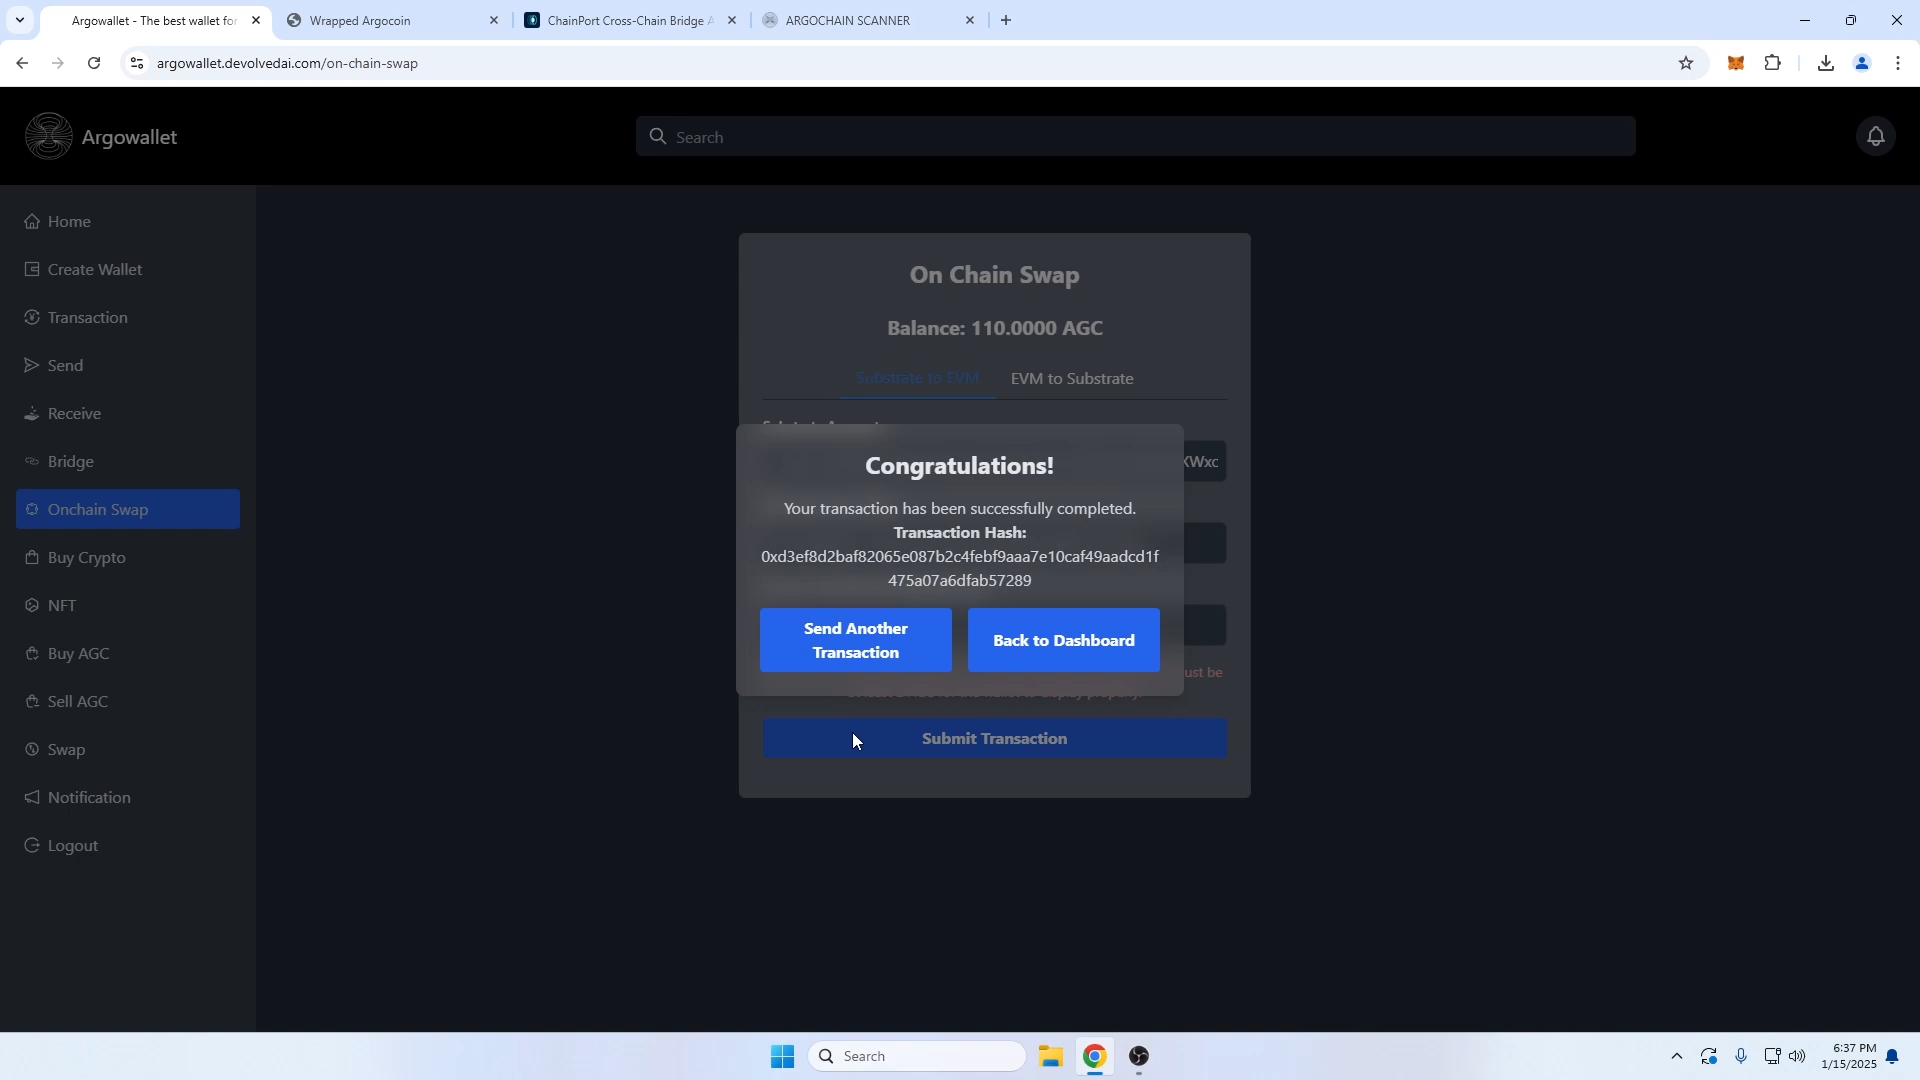 Argowallet - The best wallet for
Wrapped Argocoin
ChainPort Cross-Chain Bridge
ARGOCHAIN SCANNER
argowallet.devolvedai.com/on-chain-swap
Argowallet
Search
Home
Create Wallet
Transaction
Send
Receive
Bridge
Onchain Swap
Buy Crypto
NFT
Buy AGC
Sell AGC
Swap
Notification
Logout
On Chain Swap
Balance: 110.0000 AGC
Substrate to EVM EVM to Substrate
XWxc
Congratulations!
Your transaction has been successfully completed.
Transaction Hash:
0xd3ef8d2baf82065e087b2c4febf9aaa7e10caf49aadcd1f
475a07a6dfab57289
Send Another
Transaction
Back to Dashboard
ust be
Submit Transaction
Search
6:37 PM
1/15/2025